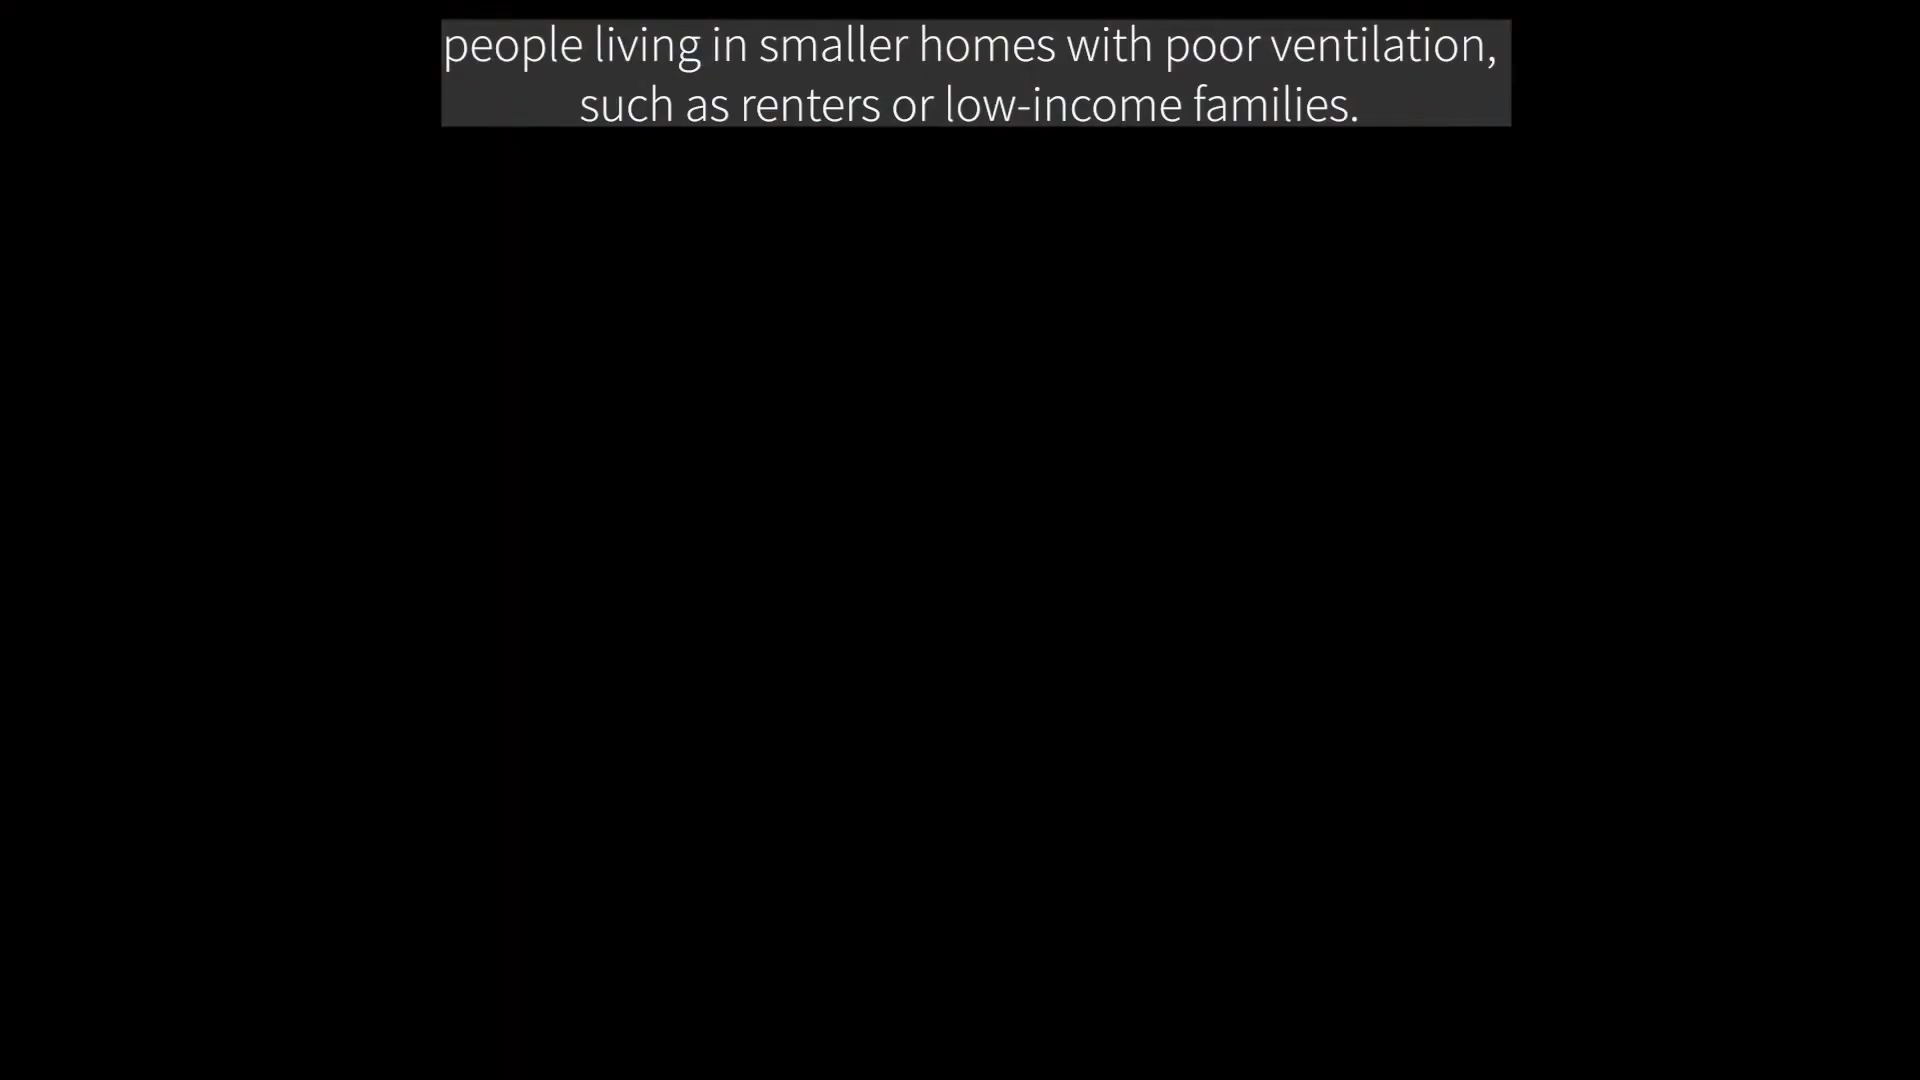 people living in smaller homes with poor ventilation,
such as renters or low-income families.